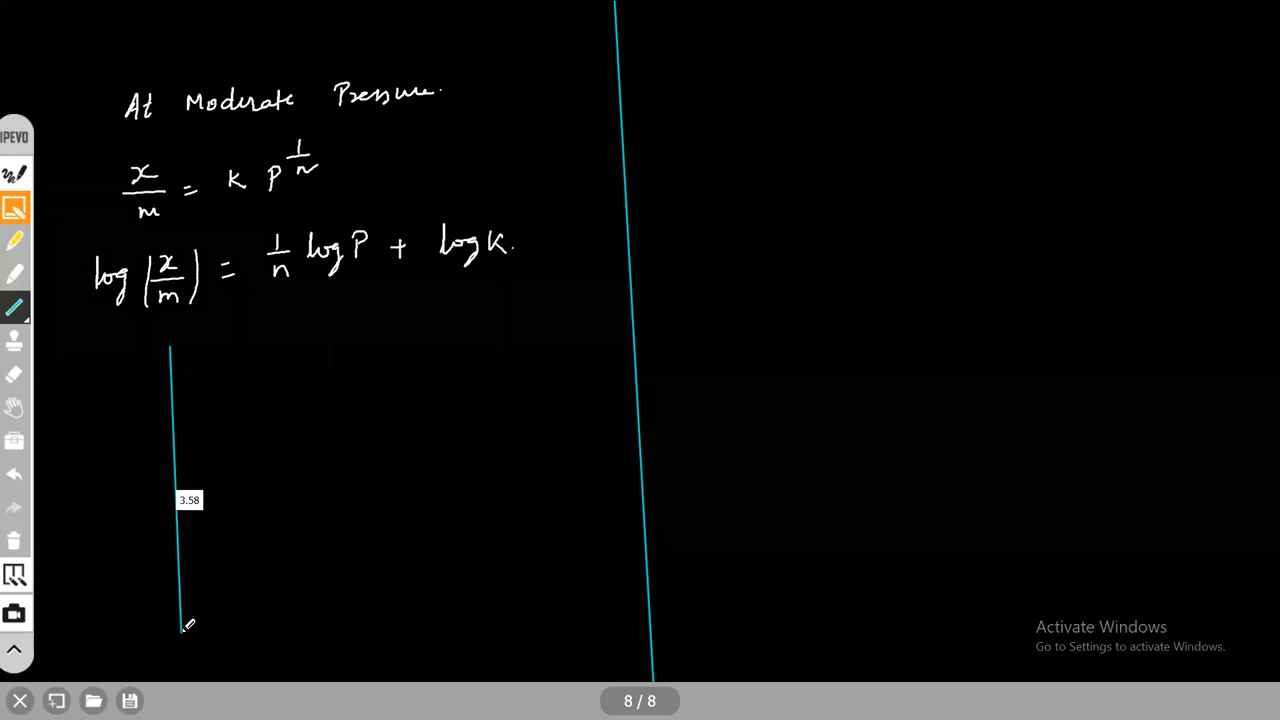 At Moderate Pressure.
x/m = K P^(1/n)
log(x/m) = 1/n log P + log K.
IPEVO
3.58
Activate Windows
Go to Settings to activate Windows.
8 / 8